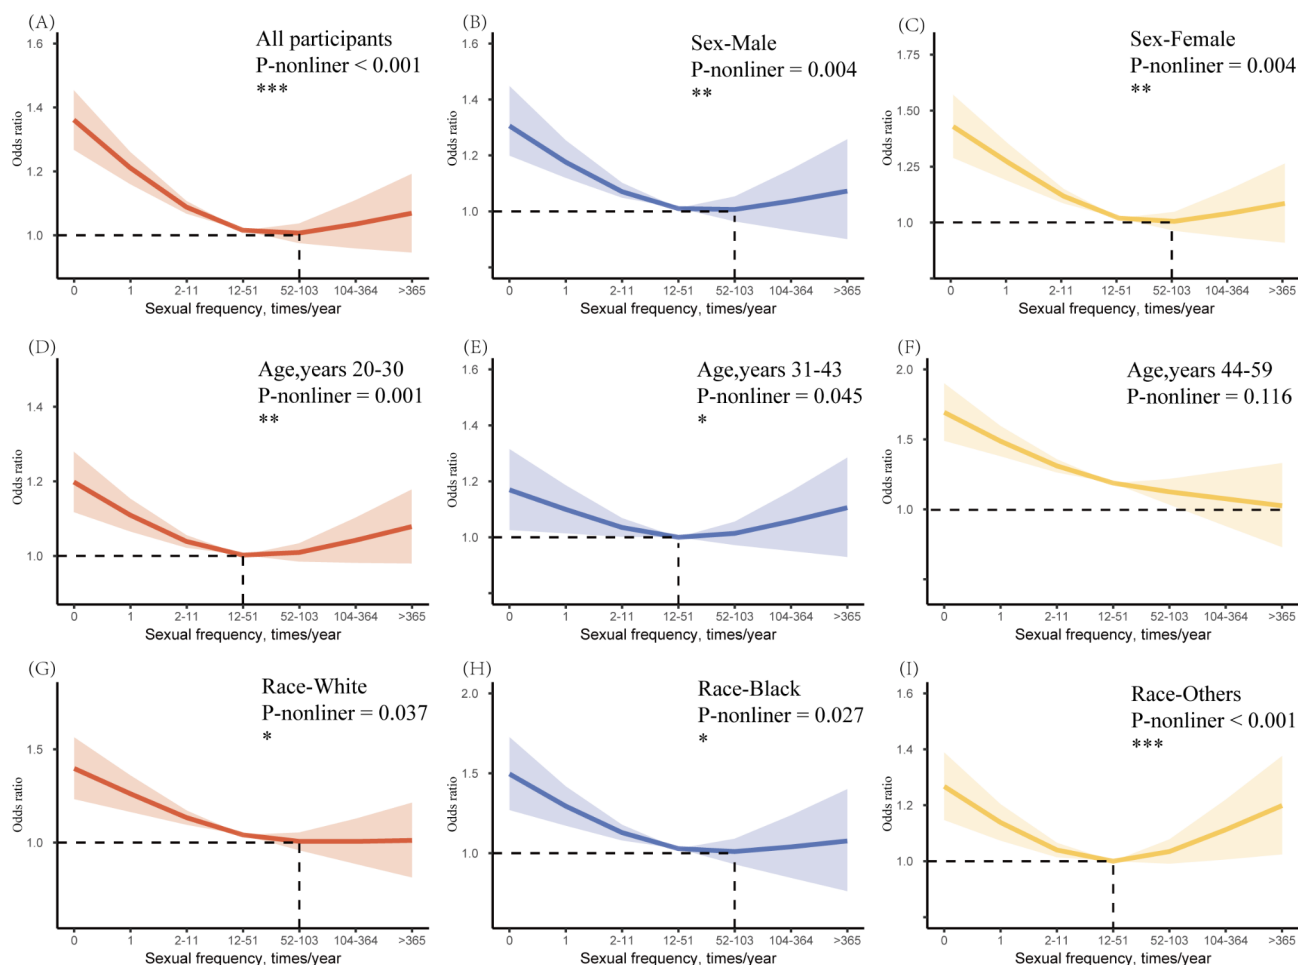 (A)
All participants
P-nonliner < 0.001
***
Odds ratio
1.6
1.4
1.2
1.0
0 1 2-11 12-51 52-103 104-364 >365
Sexual frequency, times/year
(B)
Sex-Male
P-nonliner = 0.004
**
Odds ratio
1.6
1.4
1.2
1.0
0 1 2-11 12-51 52-103 104-364 >365
Sexual frequency, times/year
(C)
Sex-Female
P-nonliner = 0.004
**
Odds ratio
1.75
1.50
1.25
1.0
0 1 2-11 12-51 52-103 104-364 >365
Sexual frequency, times/year
(D)
Age,years 20-30
P-nonliner = 0.001
**
Odds ratio
1.4
1.2
1.0
0 1 2-11 12-51 52-103 104-364 >365
Sexual frequency, times/year
(E)
Age,years 31-43
P-nonliner = 0.045
*
Odds ratio
1.6
1.4
1.2
1.0
0 1 2-11 12-51 52-103 104-364 >365
Sexual frequency, times/year
(F)
Age,years 44-59
P-nonliner = 0.116
Odds ratio
2.0
1.5
1.0
0 1 2-11 12-51 52-103 104-364 >365
Sexual frequency, times/year
(G)
Race-White
P-nonliner = 0.037
*
Odds ratio
1.5
1.0
0 1 2-11 12-51 52-103 104-364 >365
Sexual frequency, times/year
(H)
Race-Black
P-nonliner = 0.027
*
Odds ratio
2.0
1.5
1.0
0 1 2-11 12-51 52-103 104-364 >365
Sexual frequency, times/year
(I)
Race-Others
P-nonliner < 0.001
***
Odds ratio
1.6
1.4
1.2
1.0
0 1 2-11 12-51 52-103 104-364 >365
Sexual frequency, times/year